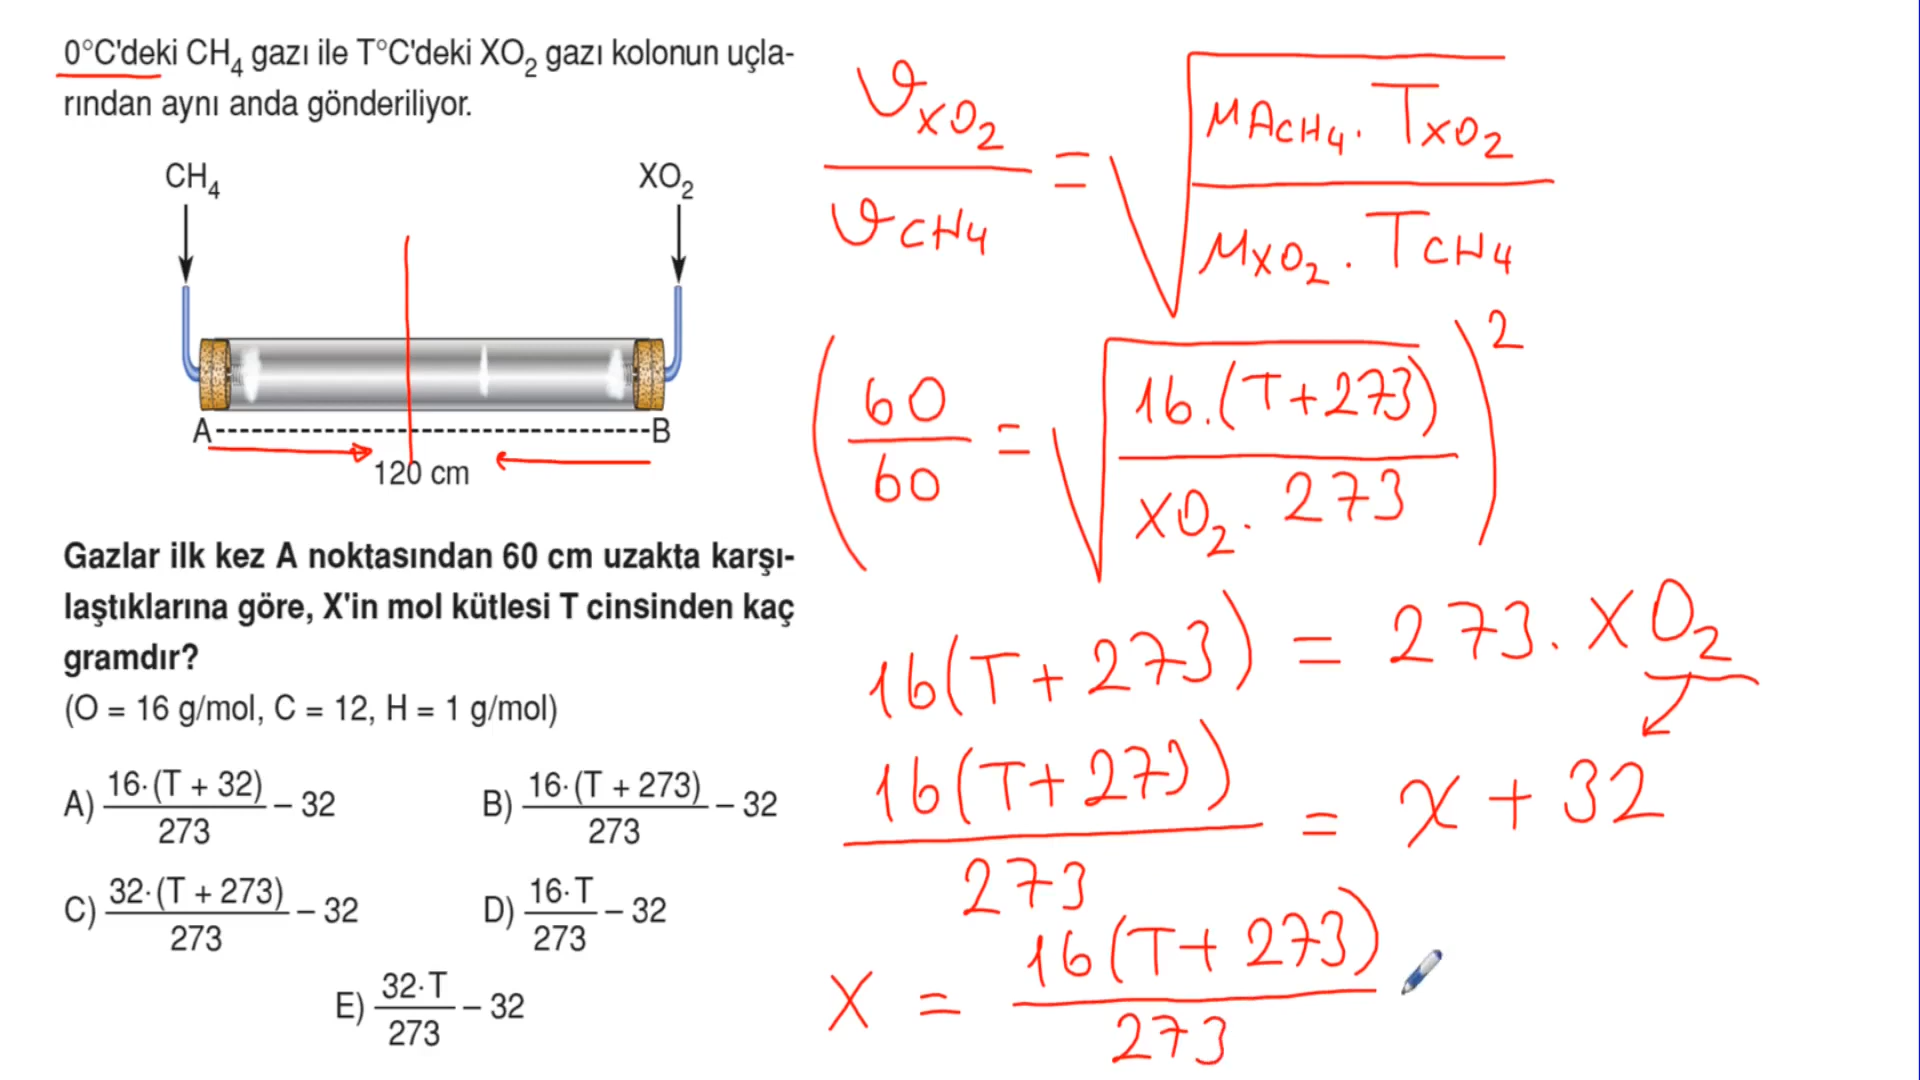 0°C'deki CH₄ gazı ile T°C'deki XO₂ gazı kolonun uçla-
rından aynı anda gönderiliyor.
CH₄
XO₂
A
B
120 cm
Gazlar ilk kez A noktasından 60 cm uzakta karşı-
laştıklarına göre, X'in mol kütlesi T cinsinden kaç
gramdır?
(O = 16 g/mol, C = 12, H = 1 g/mol)
A) 16·(T + 32)/273 – 32
B) 16·(T + 273)/273 – 32
C) 32·(T + 273)/273 – 32
D) 16·T/273 – 32
E) 32·T/273 – 32
ϑXO₂/ϑCH₄ = √(MACH₄ · TXO₂ / MXO₂ · TCH₄)
(60/60 = √(16.(T+273) / XO₂ · 273))²
16(T+273) = 273 . XO₂
16(T+273)/273 = x + 32
X = 16(T+273)/273